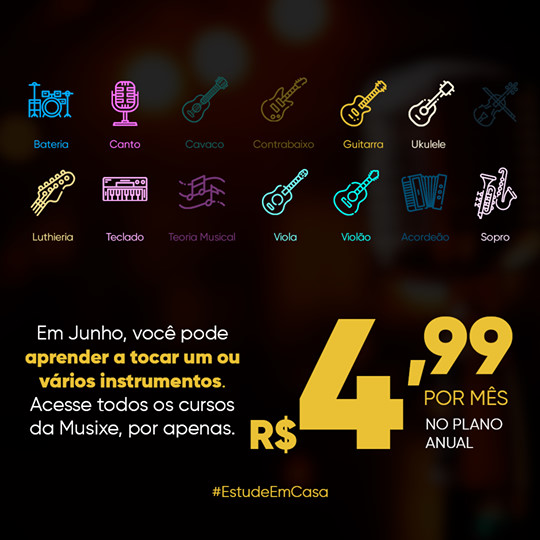 Bateria Canto Cavaco Contrabaixo Guitarra Ukulele
Luthieria Teclado Teoria Musical Viola Violão Acordeão Sopro
Em Junho, você pode
aprender a tocar um ou
vários instrumentos.
Acesse todos os cursos
da Musixe, por apenas.
R$4,99
POR MÊS
NO PLANO
ANUAL
#EstudeEmCasa